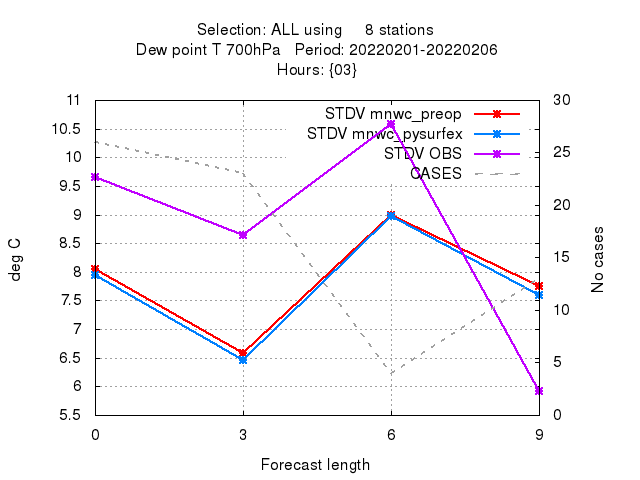 Selection: ALL using 8 stations
Dew point T 700hPa Period: 20220201-20220206
Hours: {03}
11
10.5
10
9.5
9
8.5
8
7.5
7
6.5
6
5.5
30
25
20
15
10
5
0
STDV mnwc_preop
STDV mnwc_pysurfex
STDV OBS
CASES
deg C
No cases
0 3 6 9
Forecast length